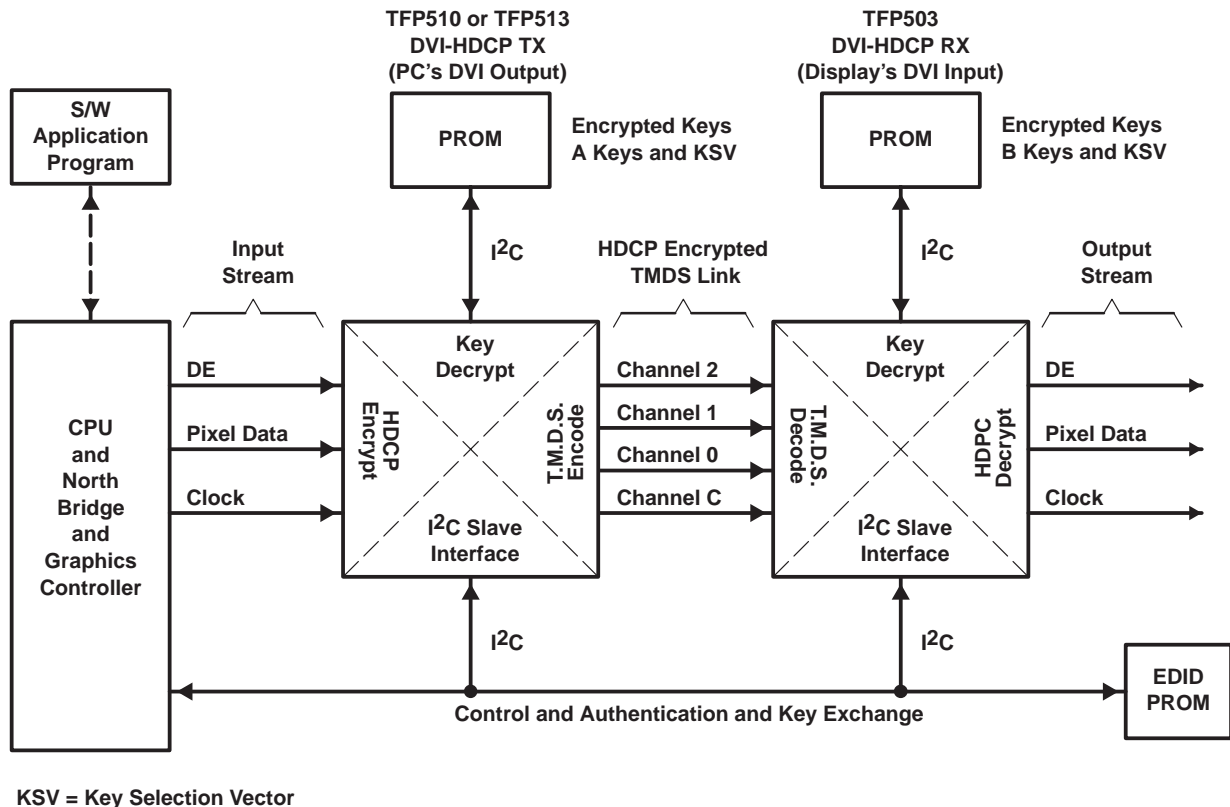 TFP510 or TFP513
DVI-HDCP TX
(PC's DVI Output)
TFP503
DVI-HDCP RX
(Display's DVI Input)
S/W
Application
Program
PROM
Encrypted Keys
A Keys and KSV
PROM
Encrypted Keys
B Keys and KSV
Input
Stream
I2C
HDCP Encrypted
TMDS Link
I2C
Output
Stream
CPU
and
North
Bridge
and
Graphics
Controller
DE
Pixel Data
Clock
Key
Decrypt
HDCP
Encrypt
T.M.D.S.
Encode
I2C Slave
Interface
Channel 2
Channel 1
Channel 0
Channel C
Key
Decrypt
T.M.D.S.
Decode
HDPC
Decrypt
I2C Slave
Interface
DE
Pixel Data
Clock
I2C
I2C
EDID
PROM
Control and Authentication and Key Exchange
KSV = Key Selection Vector